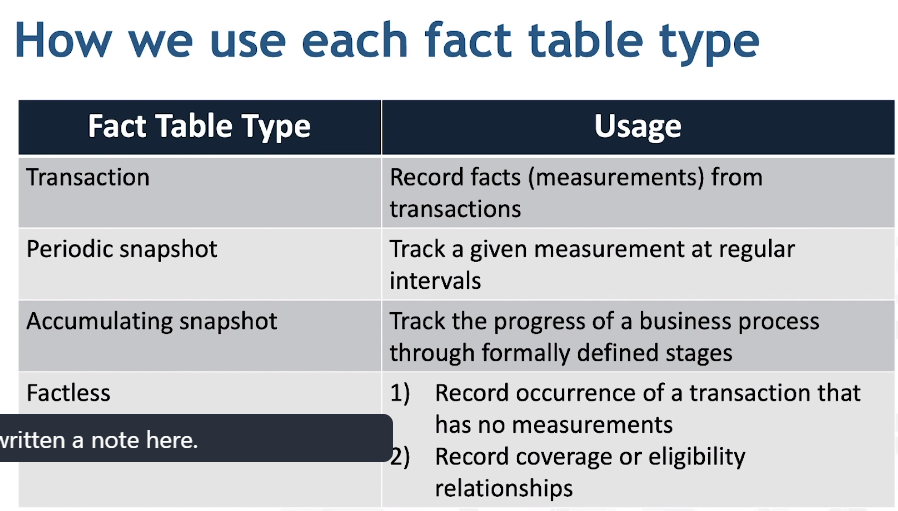 How we use each fact table type
Fact Table Type
Usage
Transaction
Record facts (measurements) from
transactions
Periodic snapshot
Track a given measurement at regular
intervals
Accumulating snapshot
Track the progress of a business process
through formally defined stages
Factless
1) Record occurrence of a transaction that
has no measurements
written a note here.
2) Record coverage or eligibility
relationships